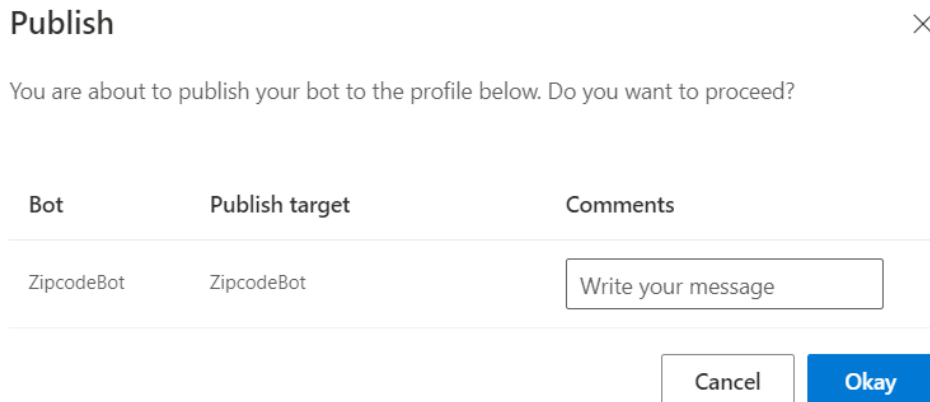 Publish
You are about to publish your bot to the profile below. Do you want to proceed?
Bot Publish target Comments
ZipcodeBot ZipcodeBot Write your message
Cancel Okay